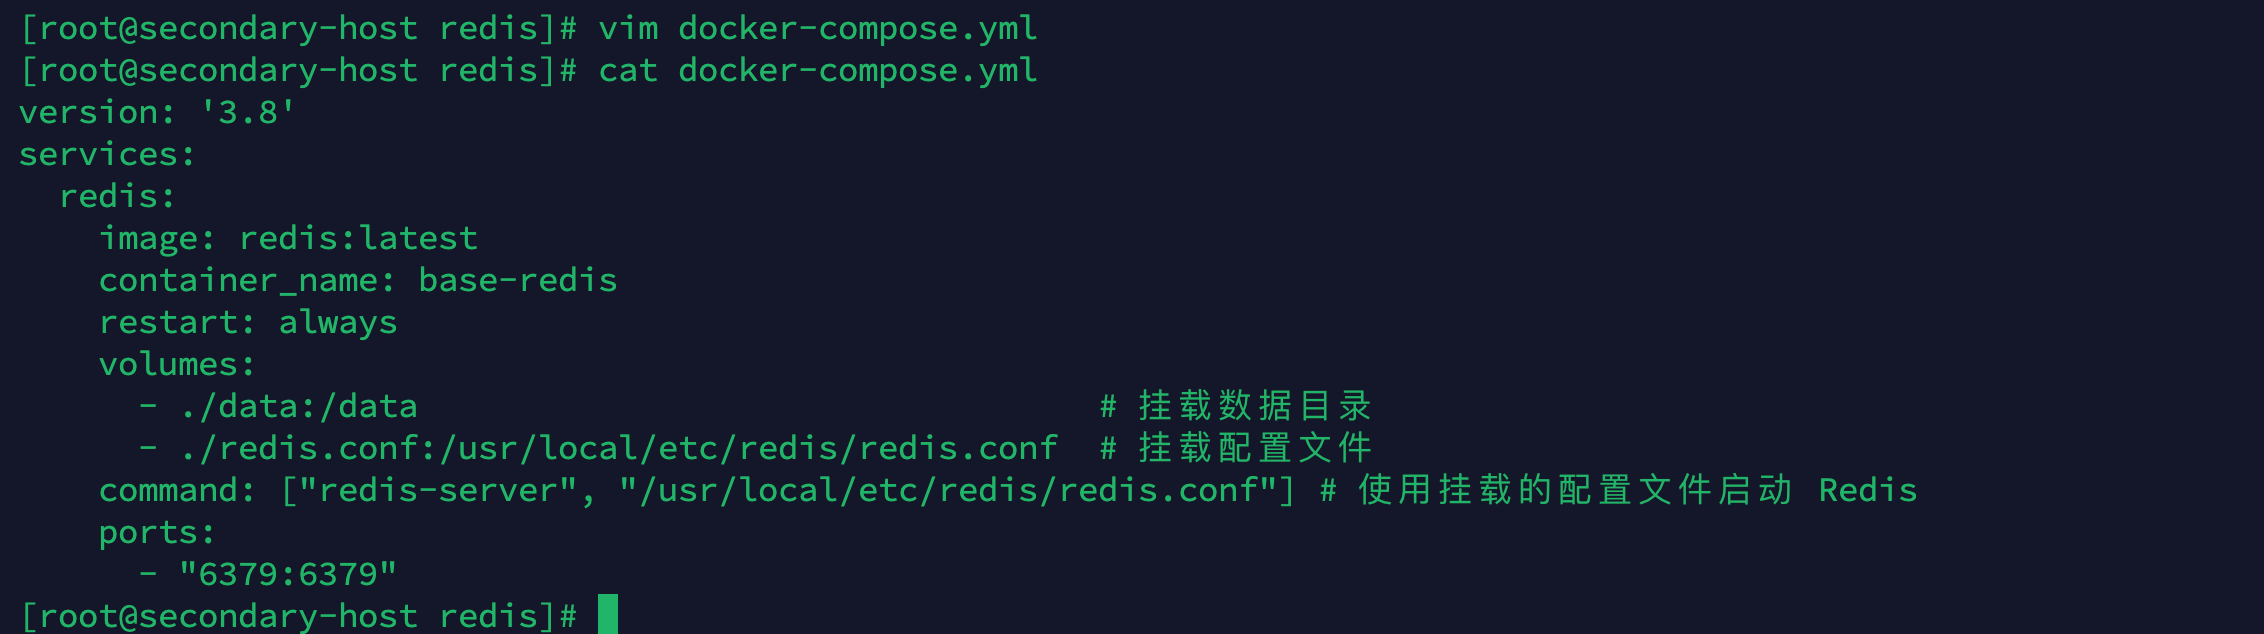 [root@secondary-host redis]# vim docker-compose.yml
[root@secondary-host redis]# cat docker-compose.yml
version: '3.8'
services:
  redis:
    image: redis:latest
    container_name: base-redis
    restart: always
    volumes:
      - ./data:/data                                  # 挂载数据目录
      - ./redis.conf:/usr/local/etc/redis/redis.conf  # 挂载配置文件
    command: ["redis-server", "/usr/local/etc/redis/redis.conf"] # 使用挂载的配置文件启动 Redis
    ports:
      - "6379:6379"
[root@secondary-host redis]#